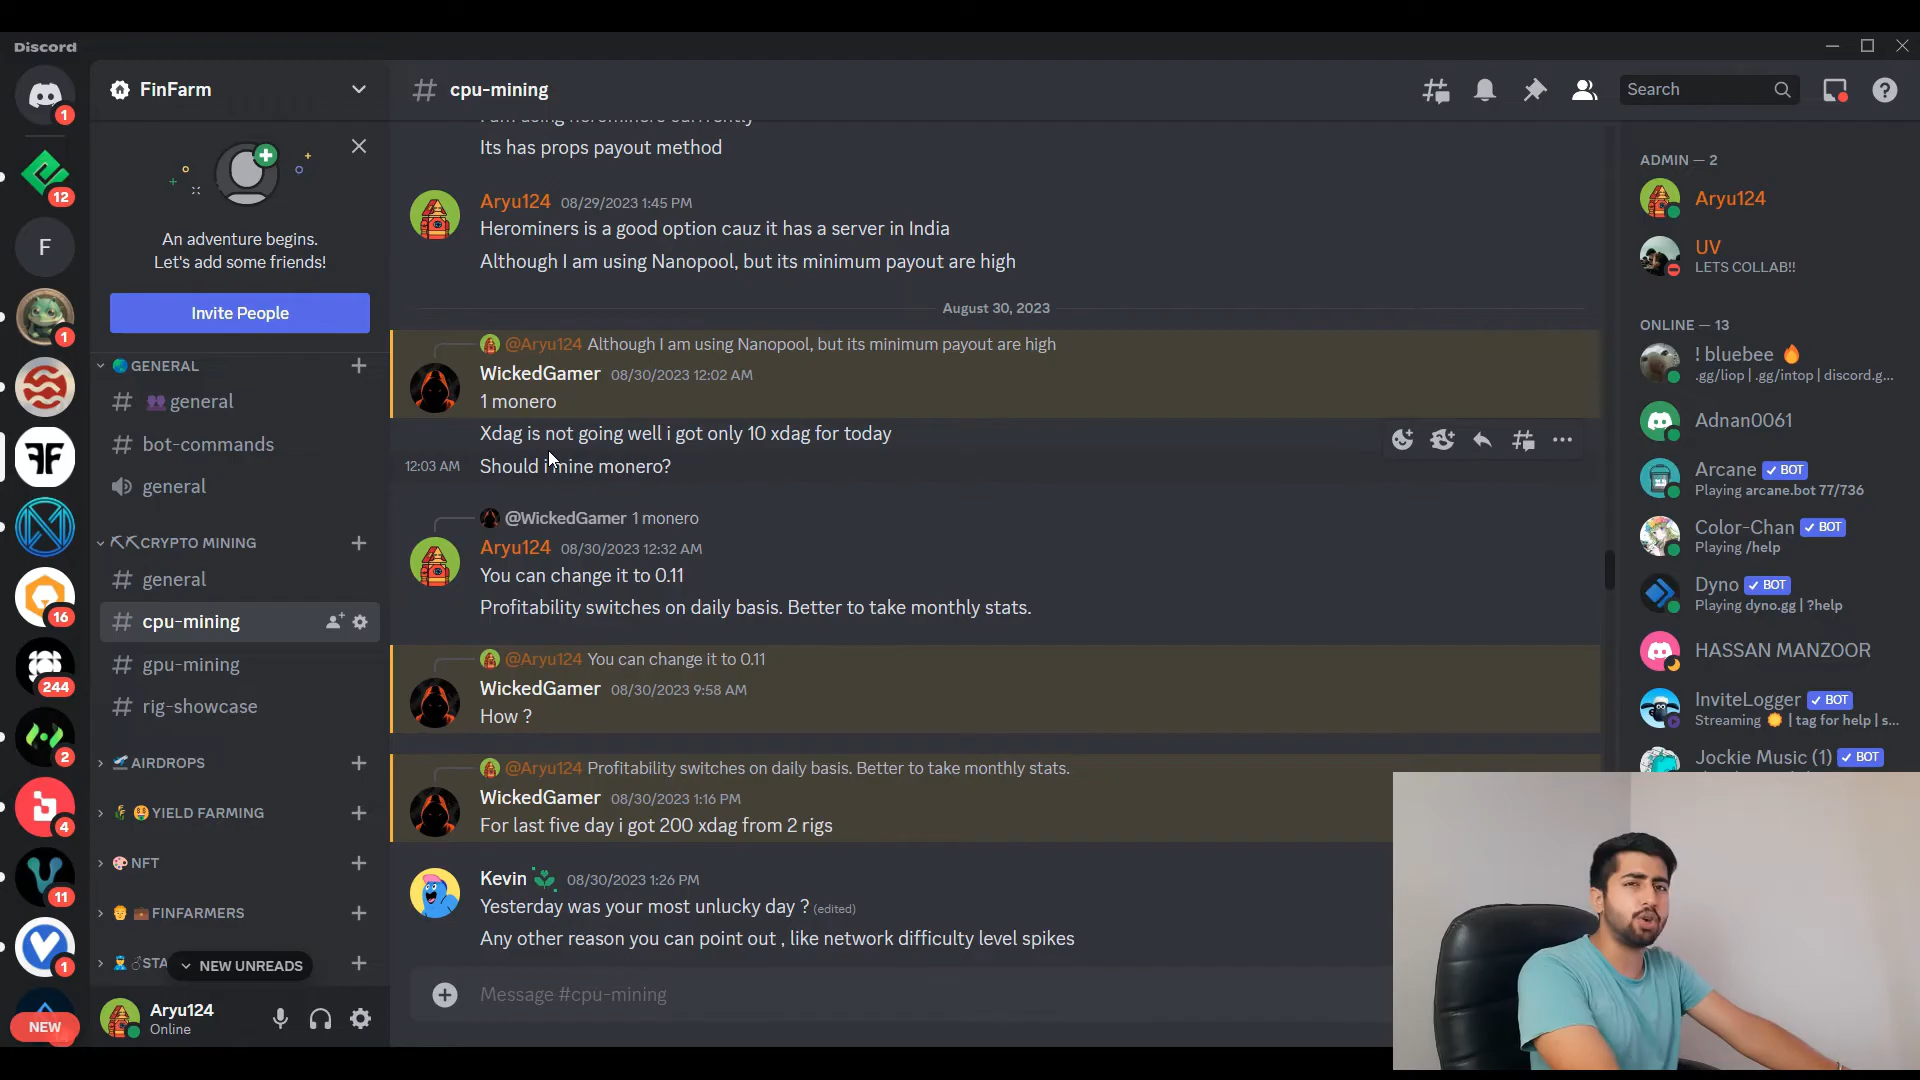 Discord
FinFarm
cpu-mining
Search
1
12
F
1
16
244
2
4
11
1
NEW
An adventure begins.
Let's add some friends!
Invite People
GENERAL
general
bot-commands
general
CRYPTO MINING
general
cpu-mining
gpu-mining
rig-showcase
AIRDROPS
YIELD FARMING
NFT
FINFARMERS
STA
NEW UNREADS
Aryu124
Online
Its has props payout method
Aryu124 08/29/2023 1:45 PM
Herominers is a good option cauz it has a server in India
Although I am using Nanopool, but its minimum payout are high
August 30, 2023
@Aryu124 Although I am using Nanopool, but its minimum payout are high
WickedGamer 08/30/2023 12:02 AM
1 monero
Xdag is not going well i got only 10 xdag for today
12:03 AM Should i mine monero?
@WickedGamer 1 monero
Aryu124 08/30/2023 12:32 AM
You can change it to 0.11
Profitability switches on daily basis. Better to take monthly stats.
@Aryu124 You can change it to 0.11
WickedGamer 08/30/2023 9:58 AM
How ?
@Aryu124 Profitability switches on daily basis. Better to take monthly stats.
WickedGamer 08/30/2023 1:16 PM
For last five day i got 200 xdag from 2 rigs
Kevin 08/30/2023 1:26 PM
Yesterday was your most unlucky day ? (edited)
Any other reason you can point out , like network difficulty level spikes
Message #cpu-mining
ADMIN — 2
Aryu124
UV
LETS COLLAB!!
ONLINE — 13
! bluebee
.gg/liop | .gg/intop | discord.g...
Adnan0061
Arcane BOT
Playing arcane.bot 77/736
Color-Chan BOT
Playing /help
Dyno BOT
Playing dyno.gg | ?help
HASSAN MANZOOR
InviteLogger BOT
Streaming | tag for help | s...
Jockie Music (1) BOT